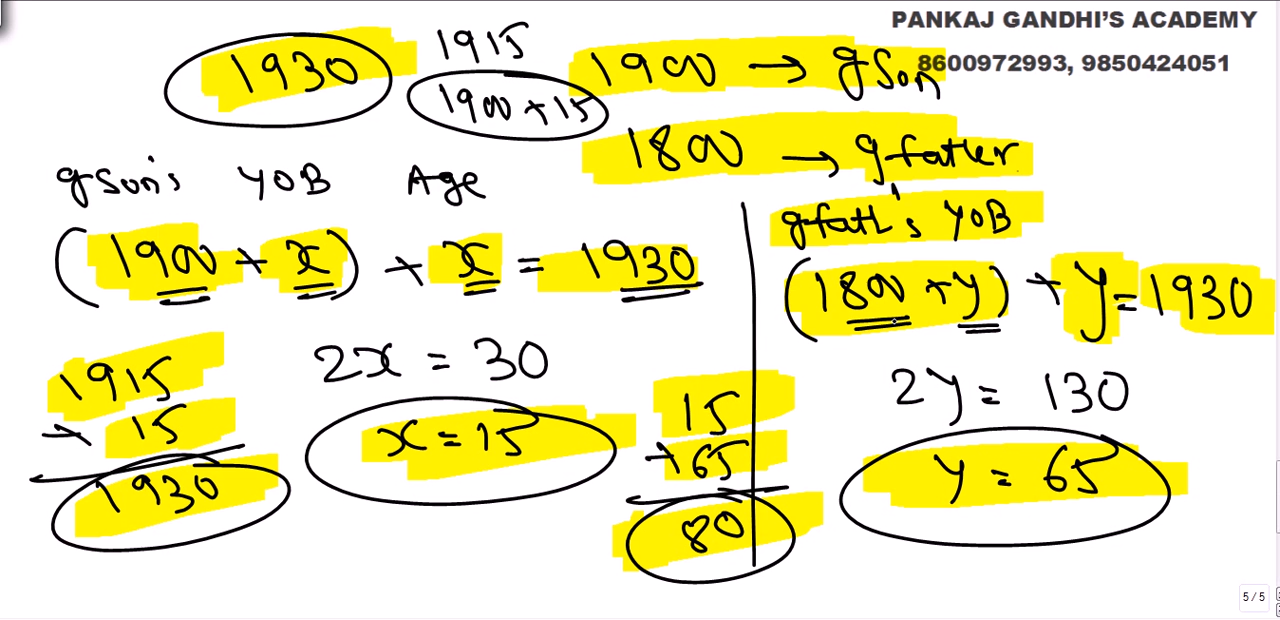 PANKAJ GANDHI'S ACADEMY
8600972993, 9850424051
1930
1915
1900 + 15
1900 → gson
1800 → gfather
gson's YOB Age
(1900 + x) + x = 1930
2x = 30
x = 15
1915
+ 15
1930
gfath's YOB
(1800 + y) + y = 1930
2y = 130
y = 65
15
+ 65
80
5 / 5